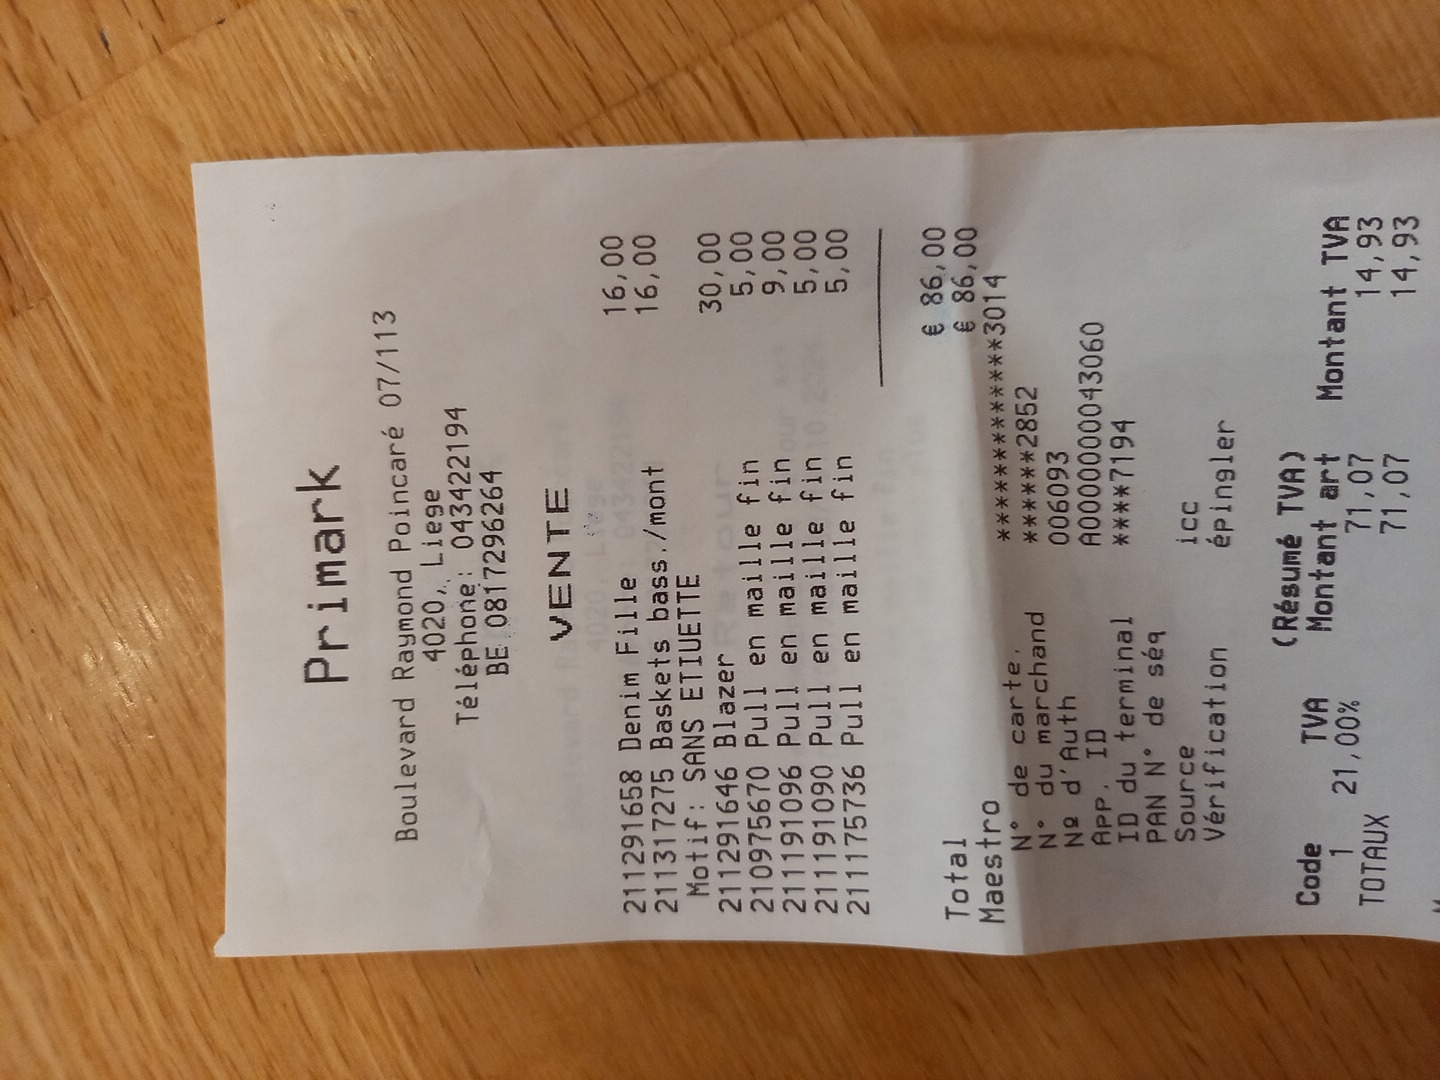 Primark
Boulevard Raymond Poincaré 07/113
4020, Liege
Téléphone: 043422194
BE 0817296264
VENTE
211291658 Denim Fille 16,00
211317275 Baskets bass./mont 16,00
Motif: SANS ETIUETTE
211291646 Blazer 30,00
210975670 Pull en maille fin 5,00
211191096 Pull en maille fin 9,00
211191090 Pull en maille fin 5,00
211175736 Pull en maille fin 5,00
Total € 86,00
Maestro € 86,00
N° de carte. ***************3014
N° du marchand ******2852
Nº d'Auth 006093
APP. ID A0000000043060
ID du terminal ****7194
PAN N° de séq
Source icc
Vérification épingler
(Résumé TVA)
Code TVA Montant art Montant TVA
1 21,00% 71,07 14,93
TOTAUX 71,07 14,93